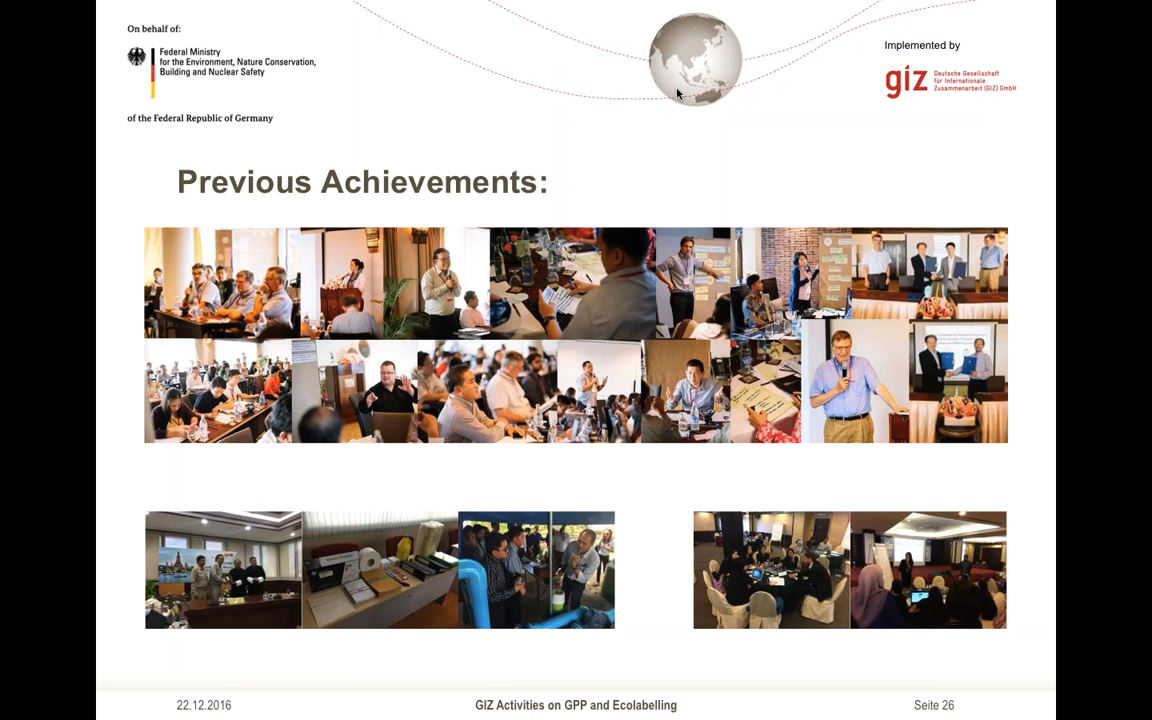 On behalf of:
Federal Ministry
for the Environment, Nature Conservation,
Building and Nuclear Safety
of the Federal Republic of Germany
Implemented by
giz
Deutsche Gesellschaft
für Internationale
Zusammenarbeit (GIZ) GmbH
Previous Achievements:
22.12.2016
GIZ Activities on GPP and Ecolabelling
Seite 26